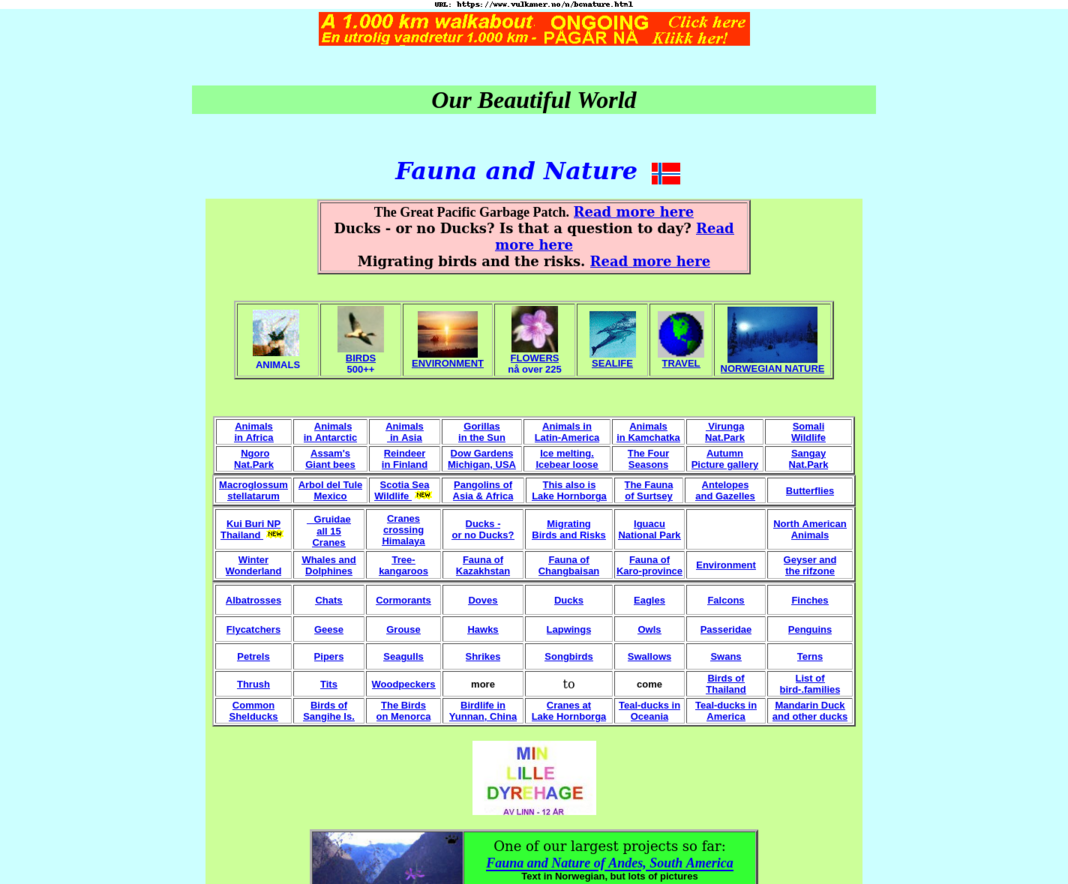 URL: https://www.vulkaner.no/n/bcnature.html
A 1.000 km walkabout. ONGOING Click here
En utrolig vandretur 1.000 km - PÅGÅR NÅ Klikk her!
Our Beautiful World
Fauna and Nature
The Great Pacific Garbage Patch. Read more here
Ducks - or no Ducks? Is that a question to day? Read
more here
Migrating birds and the risks. Read more here
ANIMALS
BIRDS
500++
ENVIRONMENT
FLOWERS
nå over 225
SEALIFE
TRAVEL
NORWEGIAN NATURE
Animals
in Africa
Animals
in Antarctic
Animals
in Asia
Gorillas
in the Sun
Animals in
Latin-America
Animals
in Kamchatka
Virunga
Nat.Park
Somali
Wildlife
Ngoro
Nat.Park
Assam's
Giant bees
Reindeer
in Finland
Dow Gardens
Michigan, USA
Ice melting.
Icebear loose
The Four
Seasons
Autumn
Picture gallery
Sangay
Nat.Park
Macroglossum
stellatarum
Arbol del Tule
Mexico
Scotia Sea
Wildlife NEW
Pangolins of
Asia & Africa
This also is
Lake Hornborga
The Fauna
of Surtsey
Antelopes
and Gazelles
Butterflies
Kui Buri NP
Thailand NEW
Gruidae
all 15
Cranes
Cranes
crossing
Himalaya
Ducks -
or no Ducks?
Migrating
Birds and Risks
Iguacu
National Park
North American
Animals
Winter
Wonderland
Whales and
Dolphines
Tree-
kangaroos
Fauna of
Kazakhstan
Fauna of
Changbaisan
Fauna of
Karo-province
Environment
Geyser and
the rifzone
Albatrosses
Chats
Cormorants
Doves
Ducks
Eagles
Falcons
Finches
Flycatchers
Geese
Grouse
Hawks
Lapwings
Owls
Passeridae
Penguins
Petrels
Pipers
Seagulls
Shrikes
Songbirds
Swallows
Swans
Terns
Thrush
Tits
Woodpeckers
more
to
come
Birds of
Thailand
List of
bird-.families
Common
Shelducks
Birds of
Sangihe Is.
The Birds
on Menorca
Birdlife in
Yunnan, China
Cranes at
Lake Hornborga
Teal-ducks in
Oceania
Teal-ducks in
America
Mandarin Duck
and other ducks
MIN
LILLE
DYREHAGE
AV LINN - 12 ÅR
One of our largest projects so far:
Fauna and Nature of Andes, South America
Text in Norwegian, but lots of pictures